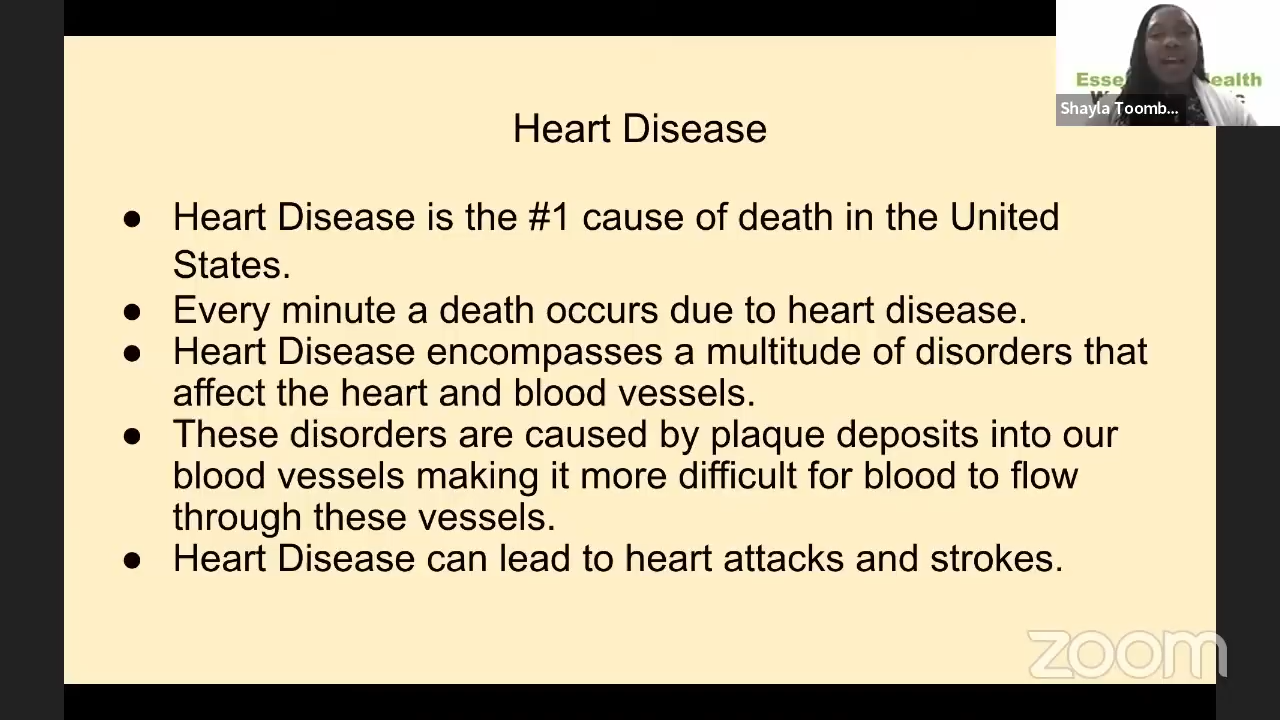 Heart Disease
● Heart Disease is the #1 cause of death in the United
States.
● Every minute a death occurs due to heart disease.
● Heart Disease encompasses a multitude of disorders that
affect the heart and blood vessels.
● These disorders are caused by plaque deposits into our
blood vessels making it more difficult for blood to flow
through these vessels.
● Heart Disease can lead to heart attacks and strokes.
Shayla Toomb...
zoom